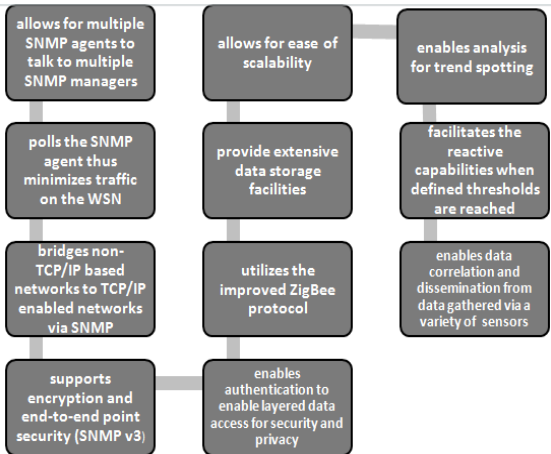 allows for multiple
SNMP agents to
talk to multiple
SNMP managers
polls the SNMP
agent thus
minimizes traffic
on the WSN
bridges non-
TCP/IP based
networks to TCP/IP
enabled networks
via SNMP
supports
encryption and
end-to-end point
security (SNMP v3)
enables
authentication to
enable layered data
access for security and
privacy
utilizes the
improved ZigBee
protocol
provide extensive
data storage
facilities
allows for ease of
scalability
enables analysis
for trend spotting
facilitates the
reactive
capabilities when
defined thresholds
are reached
enables data
correlation and
dissemination from
data gathered via a
variety of sensors